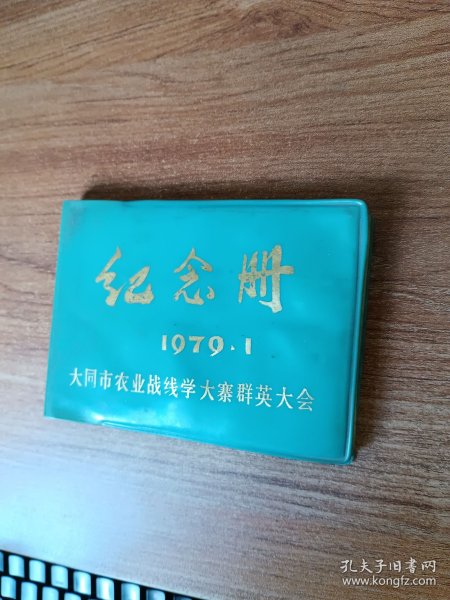 纪念册
1979.1
大同市农业战线学大寨群英大会
孔夫子旧书网
www.kongfz.com